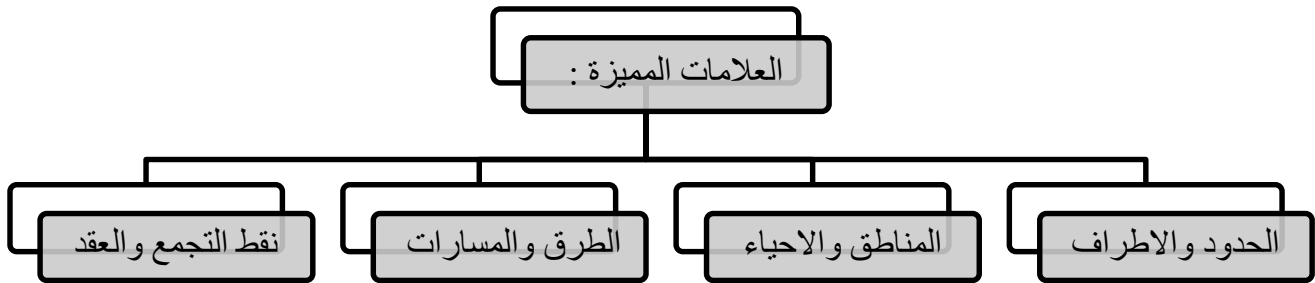 العلامات المميزة :
الحدود والاطراف
المناطق والاحياء
الطرق والمسارات
نقط التجمع والعقد